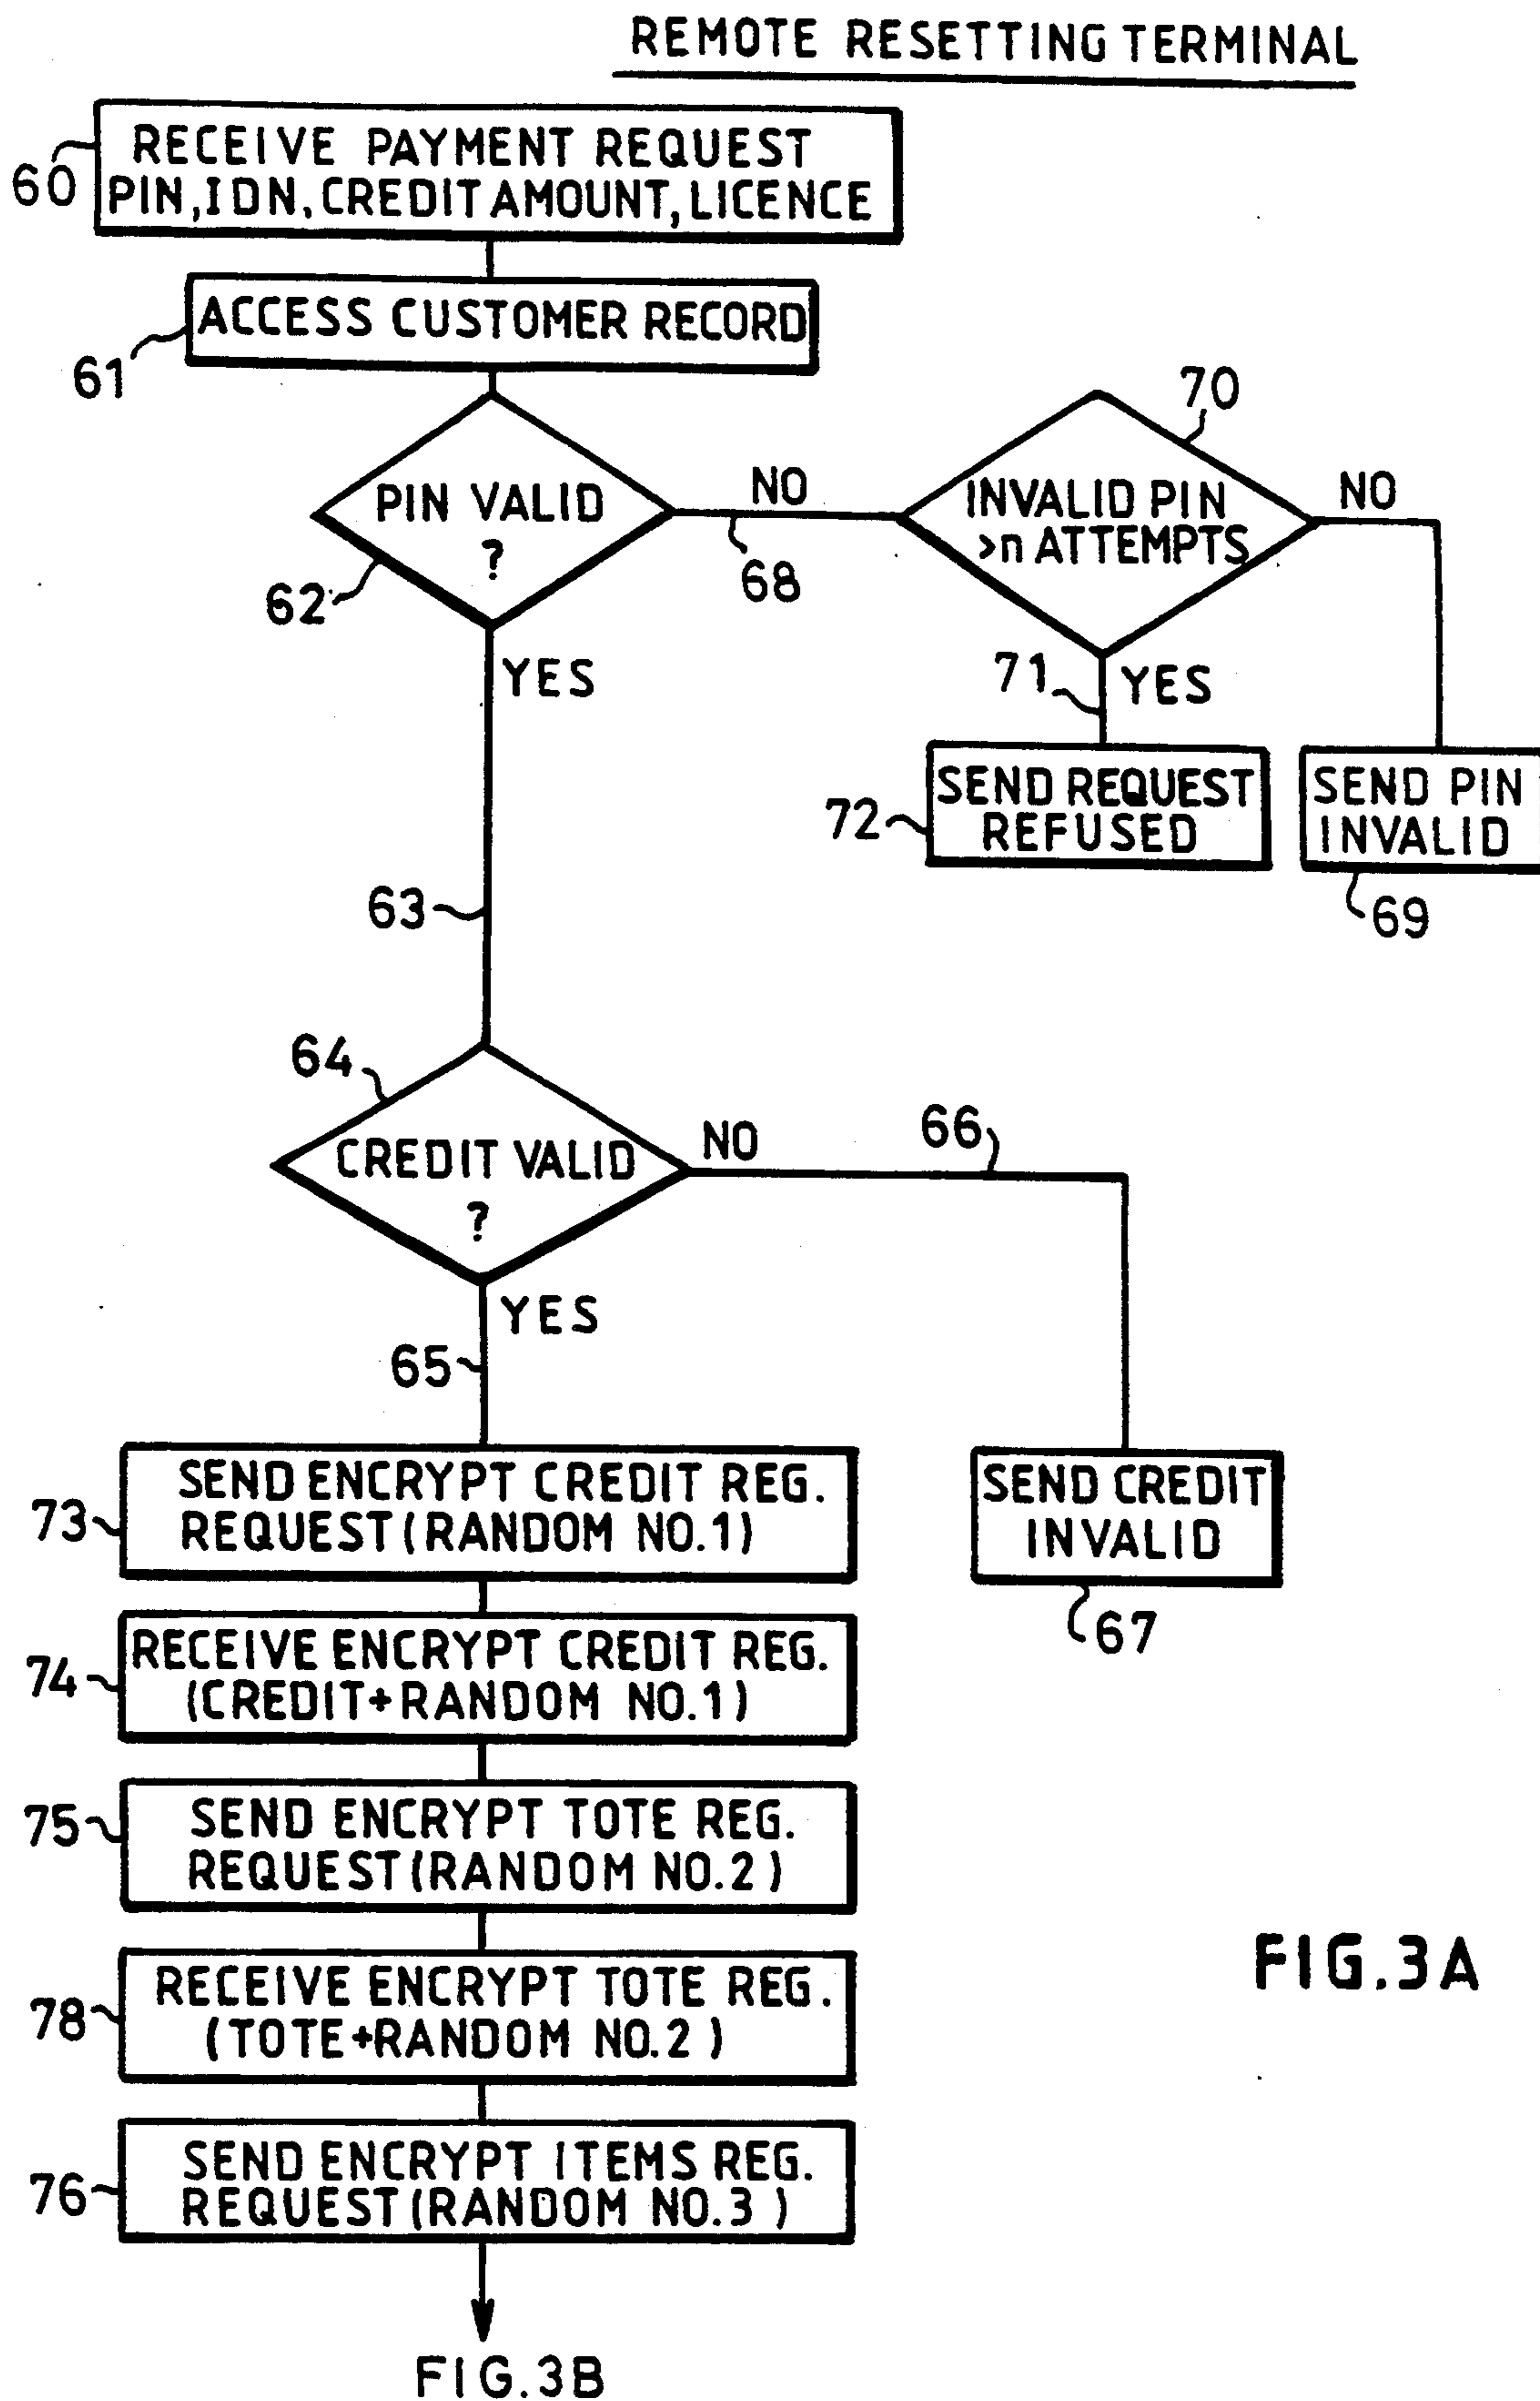 REMOTE RESETTING TERMINAL
RECEIVE PAYMENT REQUEST
PIN, IDN, CREDIT AMOUNT, LICENCE
60
ACCESS CUSTOMER RECORD
61
70
PIN VALID
?
62
NO
68
INVALID PIN
>n ATTEMPTS
NO
YES
71
YES
SEND REQUEST
REFUSED
72
SEND PIN
INVALID
69
63
64
CREDIT VALID
?
NO
66
YES
65
SEND ENCRYPT CREDIT REG.
REQUEST (RANDOM NO.1)
73
SEND CREDIT
INVALID
67
RECEIVE ENCRYPT CREDIT REG.
(CREDIT+RANDOM NO.1)
74
SEND ENCRYPT TOTE REG.
REQUEST (RANDOM NO.2)
75
RECEIVE ENCRYPT TOTE REG.
(TOTE+RANDOM NO.2)
78
SEND ENCRYPT ITEMS REG.
REQUEST (RANDOM NO.3)
76
FIG.3A
FIG.3B